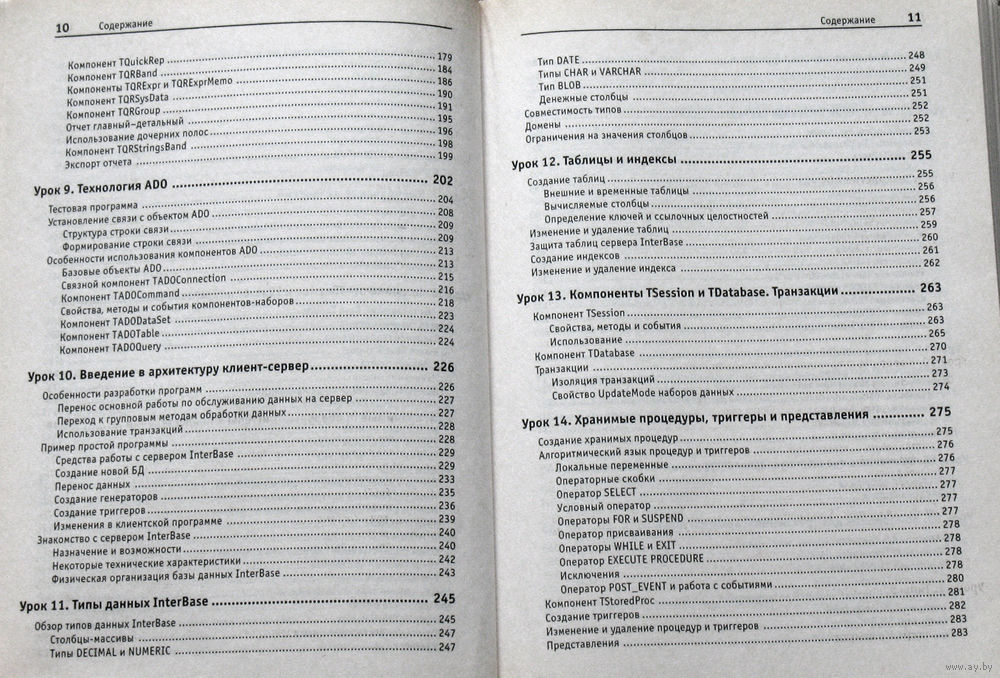 10 Содержание
Компонент TQuickRep 179
Компонент TQRBand 184
Компоненты TQRExpr и TQRExprMemo 186
Компонент TQRSysData 190
Компонент TQRGroup 191
Отчет главный–детальный 195
Использование дочерних полос 196
Компонент TQRStringsBand 198
Экспорт отчета 199
Урок 9. Технология ADO 202
Тестовая программа 204
Установление связи с объектом ADO 208
Структура строки связи 209
Формирование строки связи 209
Особенности использования компонентов ADO 213
Базовые объекты ADO 213
Связной компонент TADOConnection 215
Компонент TADOCommand 216
Свойства, методы и события компонентов-наборов 218
Компонент TADODataSet 223
Компонент TADOTable 224
Компонент TADOQuery 224
Урок 10. Введение в архитектуру клиент-сервер 226
Особенности разработки программ 226
Перенос основной работы по обслуживанию данных на сервер 227
Переход к групповым методам обработки данных 227
Использование транзакций 228
Пример простой программы 228
Средства работы с сервером InterBase 229
Создание новой БД 229
Перенос данных 233
Создание генераторов 235
Создание триггеров 236
Изменения в клиентской программе 239
Знакомство с сервером InterBase 240
Назначение и возможности 240
Некоторые технические характеристики 242
Физическая организация базы данных InterBase 243
Урок 11. Типы данных InterBase 245
Обзор типов данных InterBase 245
Столбцы-массивы 247
Типы DECIMAL и NUMERIC 247
Содержание 11
Тип DATE 248
Типы CHAR и VARCHAR 249
Тип BLOB 251
Денежные столбцы 251
Совместимость типов 252
Домены 252
Ограничения на значения столбцов 253
Урок 12. Таблицы и индексы 255
Создание таблиц 255
Внешние и временные таблицы 256
Вычисляемые столбцы 256
Определение ключей и ссылочных целостностей 257
Изменение и удаление таблиц 259
Защита таблиц сервера InterBase 260
Создание индексов 261
Изменение и удаление индекса 262
Урок 13. Компоненты TSession и TDatabase. Транзакции 263
Компонент TSession 263
Свойства, методы и события 263
Использование 265
Компонент TDatabase 270
Транзакции 271
Изоляция транзакций 273
Свойство UpdateMode наборов данных 274
Урок 14. Хранимые процедуры, триггеры и представления 275
Создание хранимых процедур 275
Алгоритмический язык процедур и триггеров 276
Локальные переменные 276
Операторные скобки 277
Оператор SELECT 277
Условный оператор 277
Операторы FOR и SUSPEND 277
Оператор присваивания 278
Операторы WHILE и EXIT 278
Оператор EXECUTE PROCEDURE 278
Исключения 278
Оператор POST_EVENT и работа с событиями 280
Компонент TStoredProc 281
Создание триггеров 282
Изменение и удаление процедур и триггеров 283
Представления 283
www.ay.by